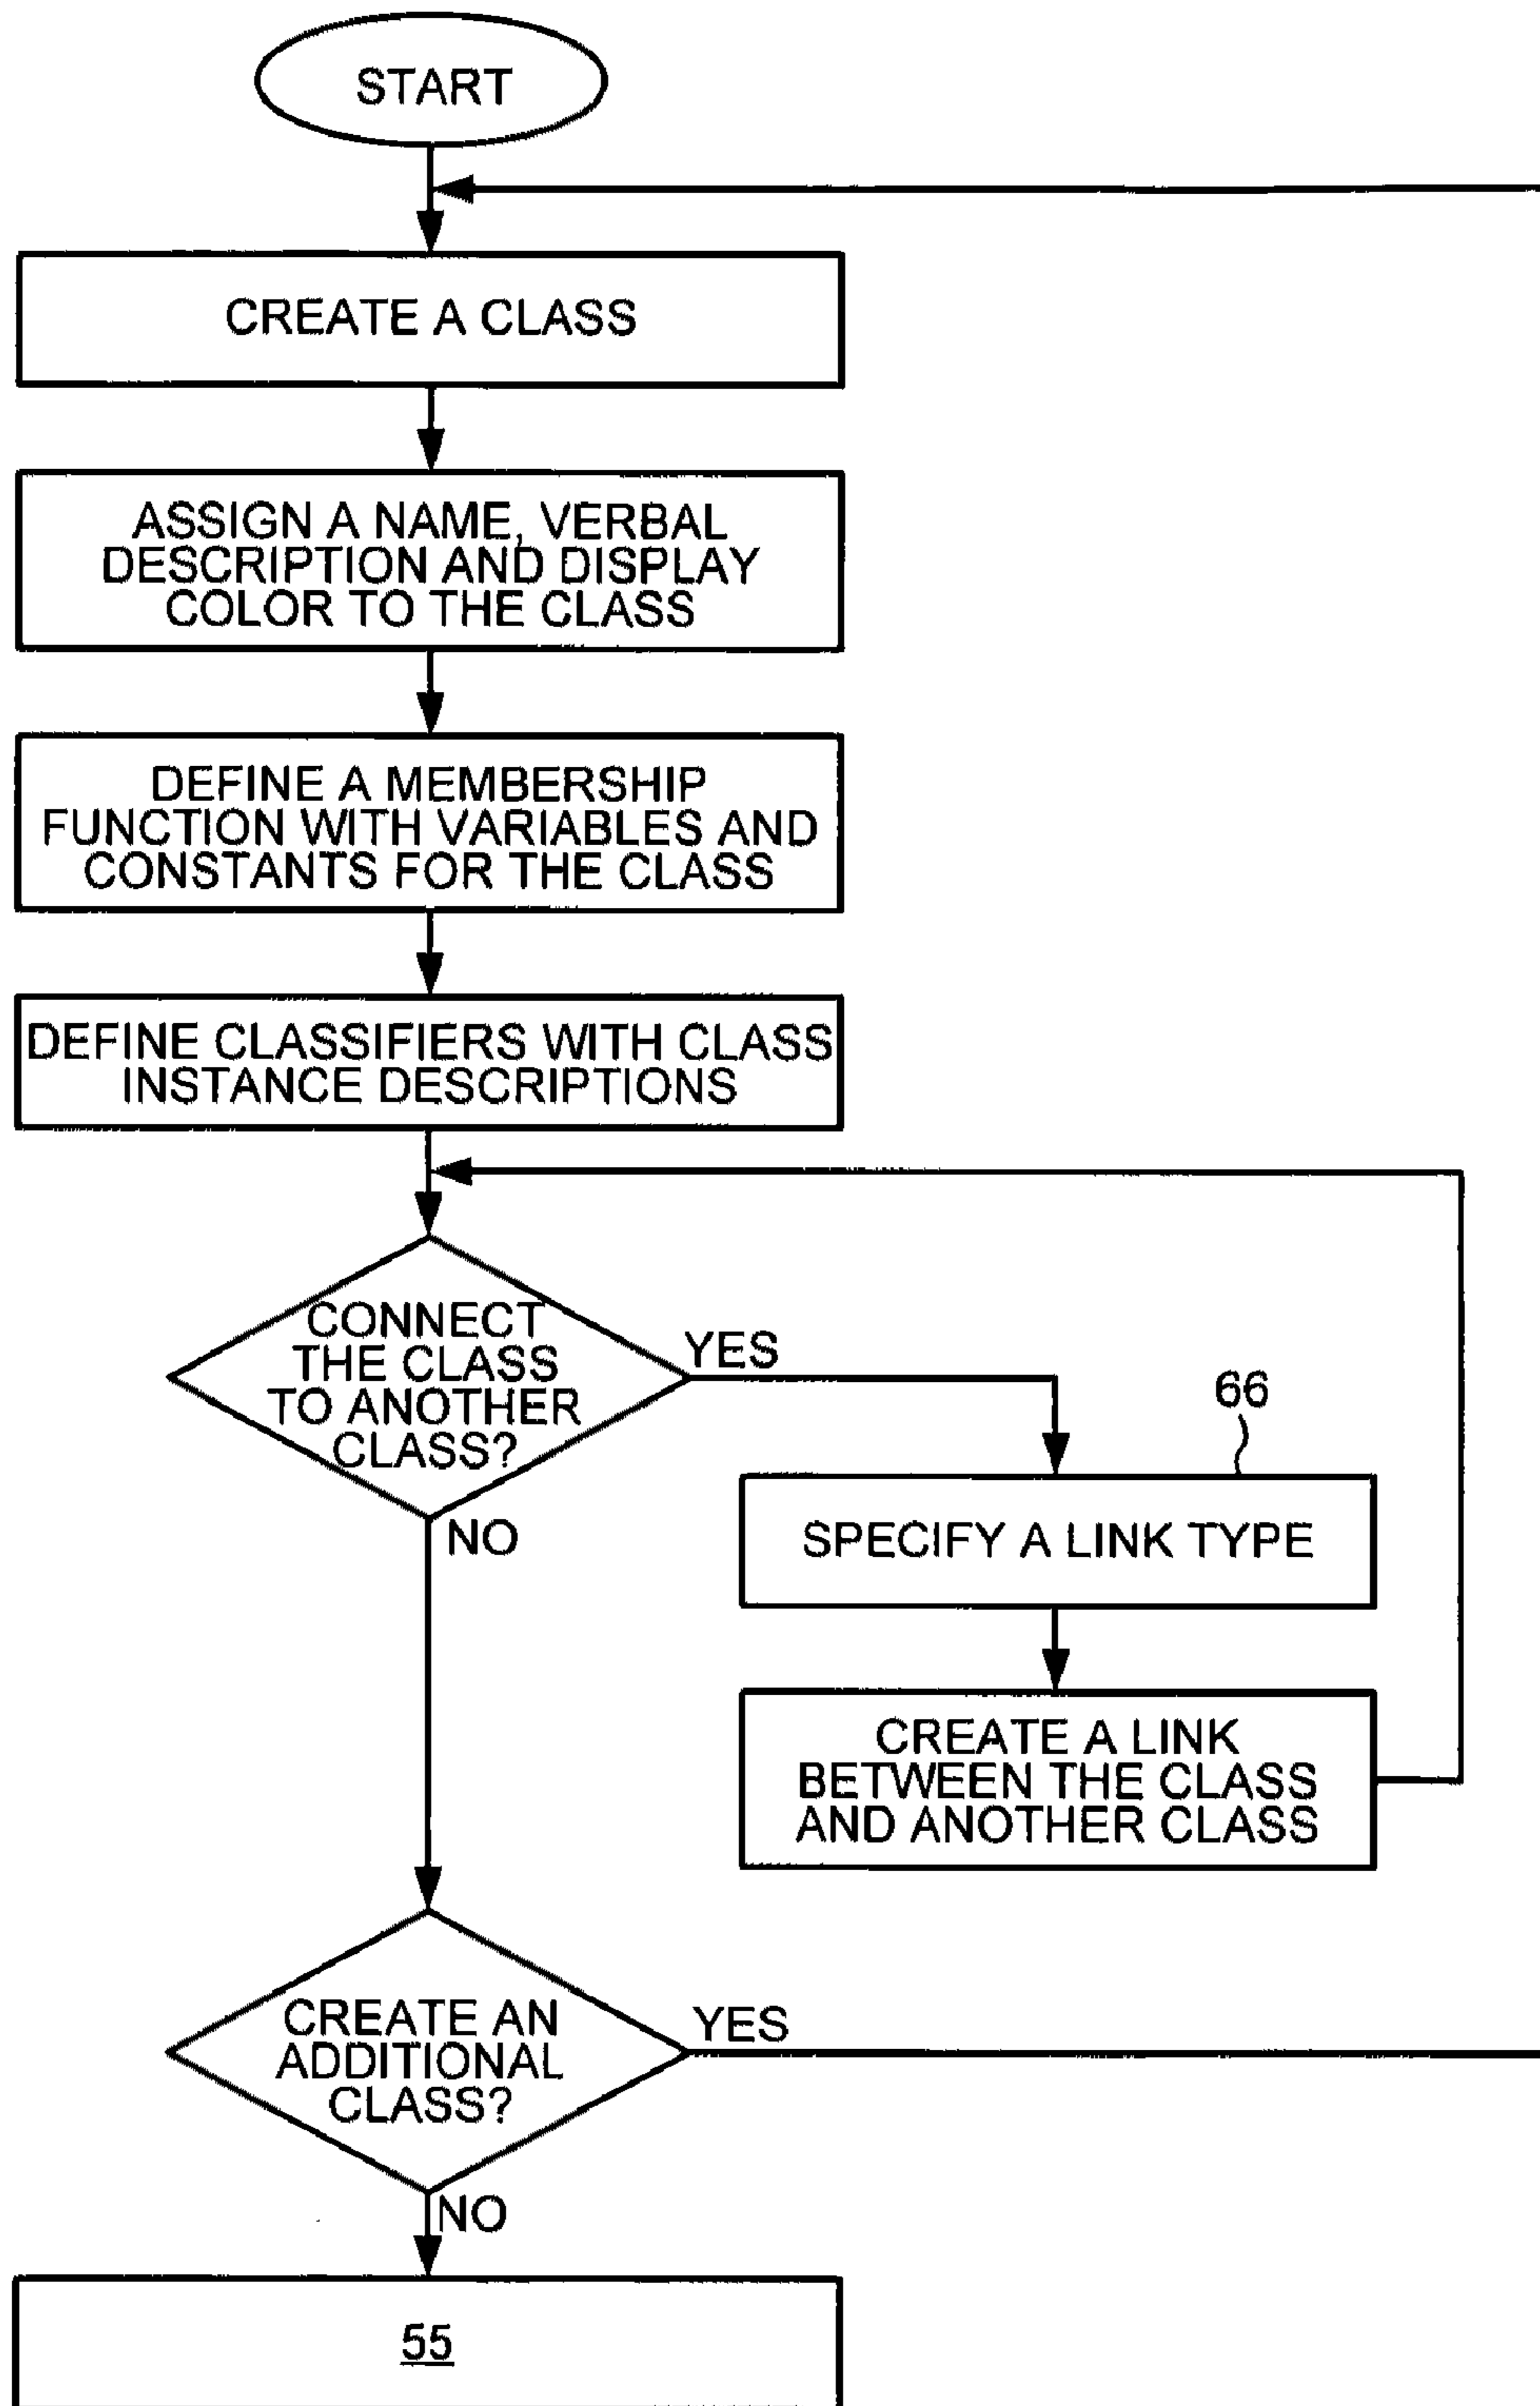 START
CREATE A CLASS
ASSIGN A NAME, VERBAL
DESCRIPTION AND DISPLAY
COLOR TO THE CLASS
DEFINE A MEMBERSHIP
FUNCTION WITH VARIABLES AND
CONSTANTS FOR THE CLASS
DEFINE CLASSIFIERS WITH CLASS
INSTANCE DESCRIPTIONS
CONNECT
THE CLASS
TO ANOTHER
CLASS?
YES
NO
66
SPECIFY A LINK TYPE
CREATE A LINK
BETWEEN THE CLASS
AND ANOTHER CLASS
CREATE AN
ADDITIONAL
CLASS?
YES
NO
55